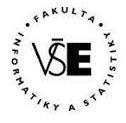 • FAKULTA • INFORMATIKY A STATISTIKY
VŠE